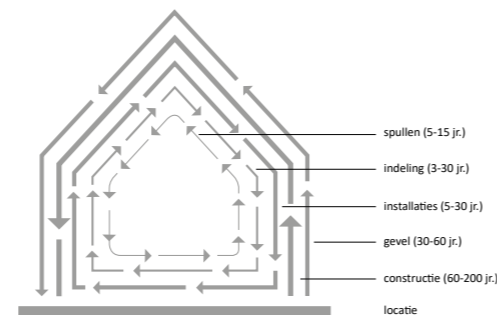 spullen (5-15 jr.)
indeling (3-30 jr.)
installaties (5-30 jr.)
gevel (30-60 jr.)
constructie (60-200 jr.)
locatie